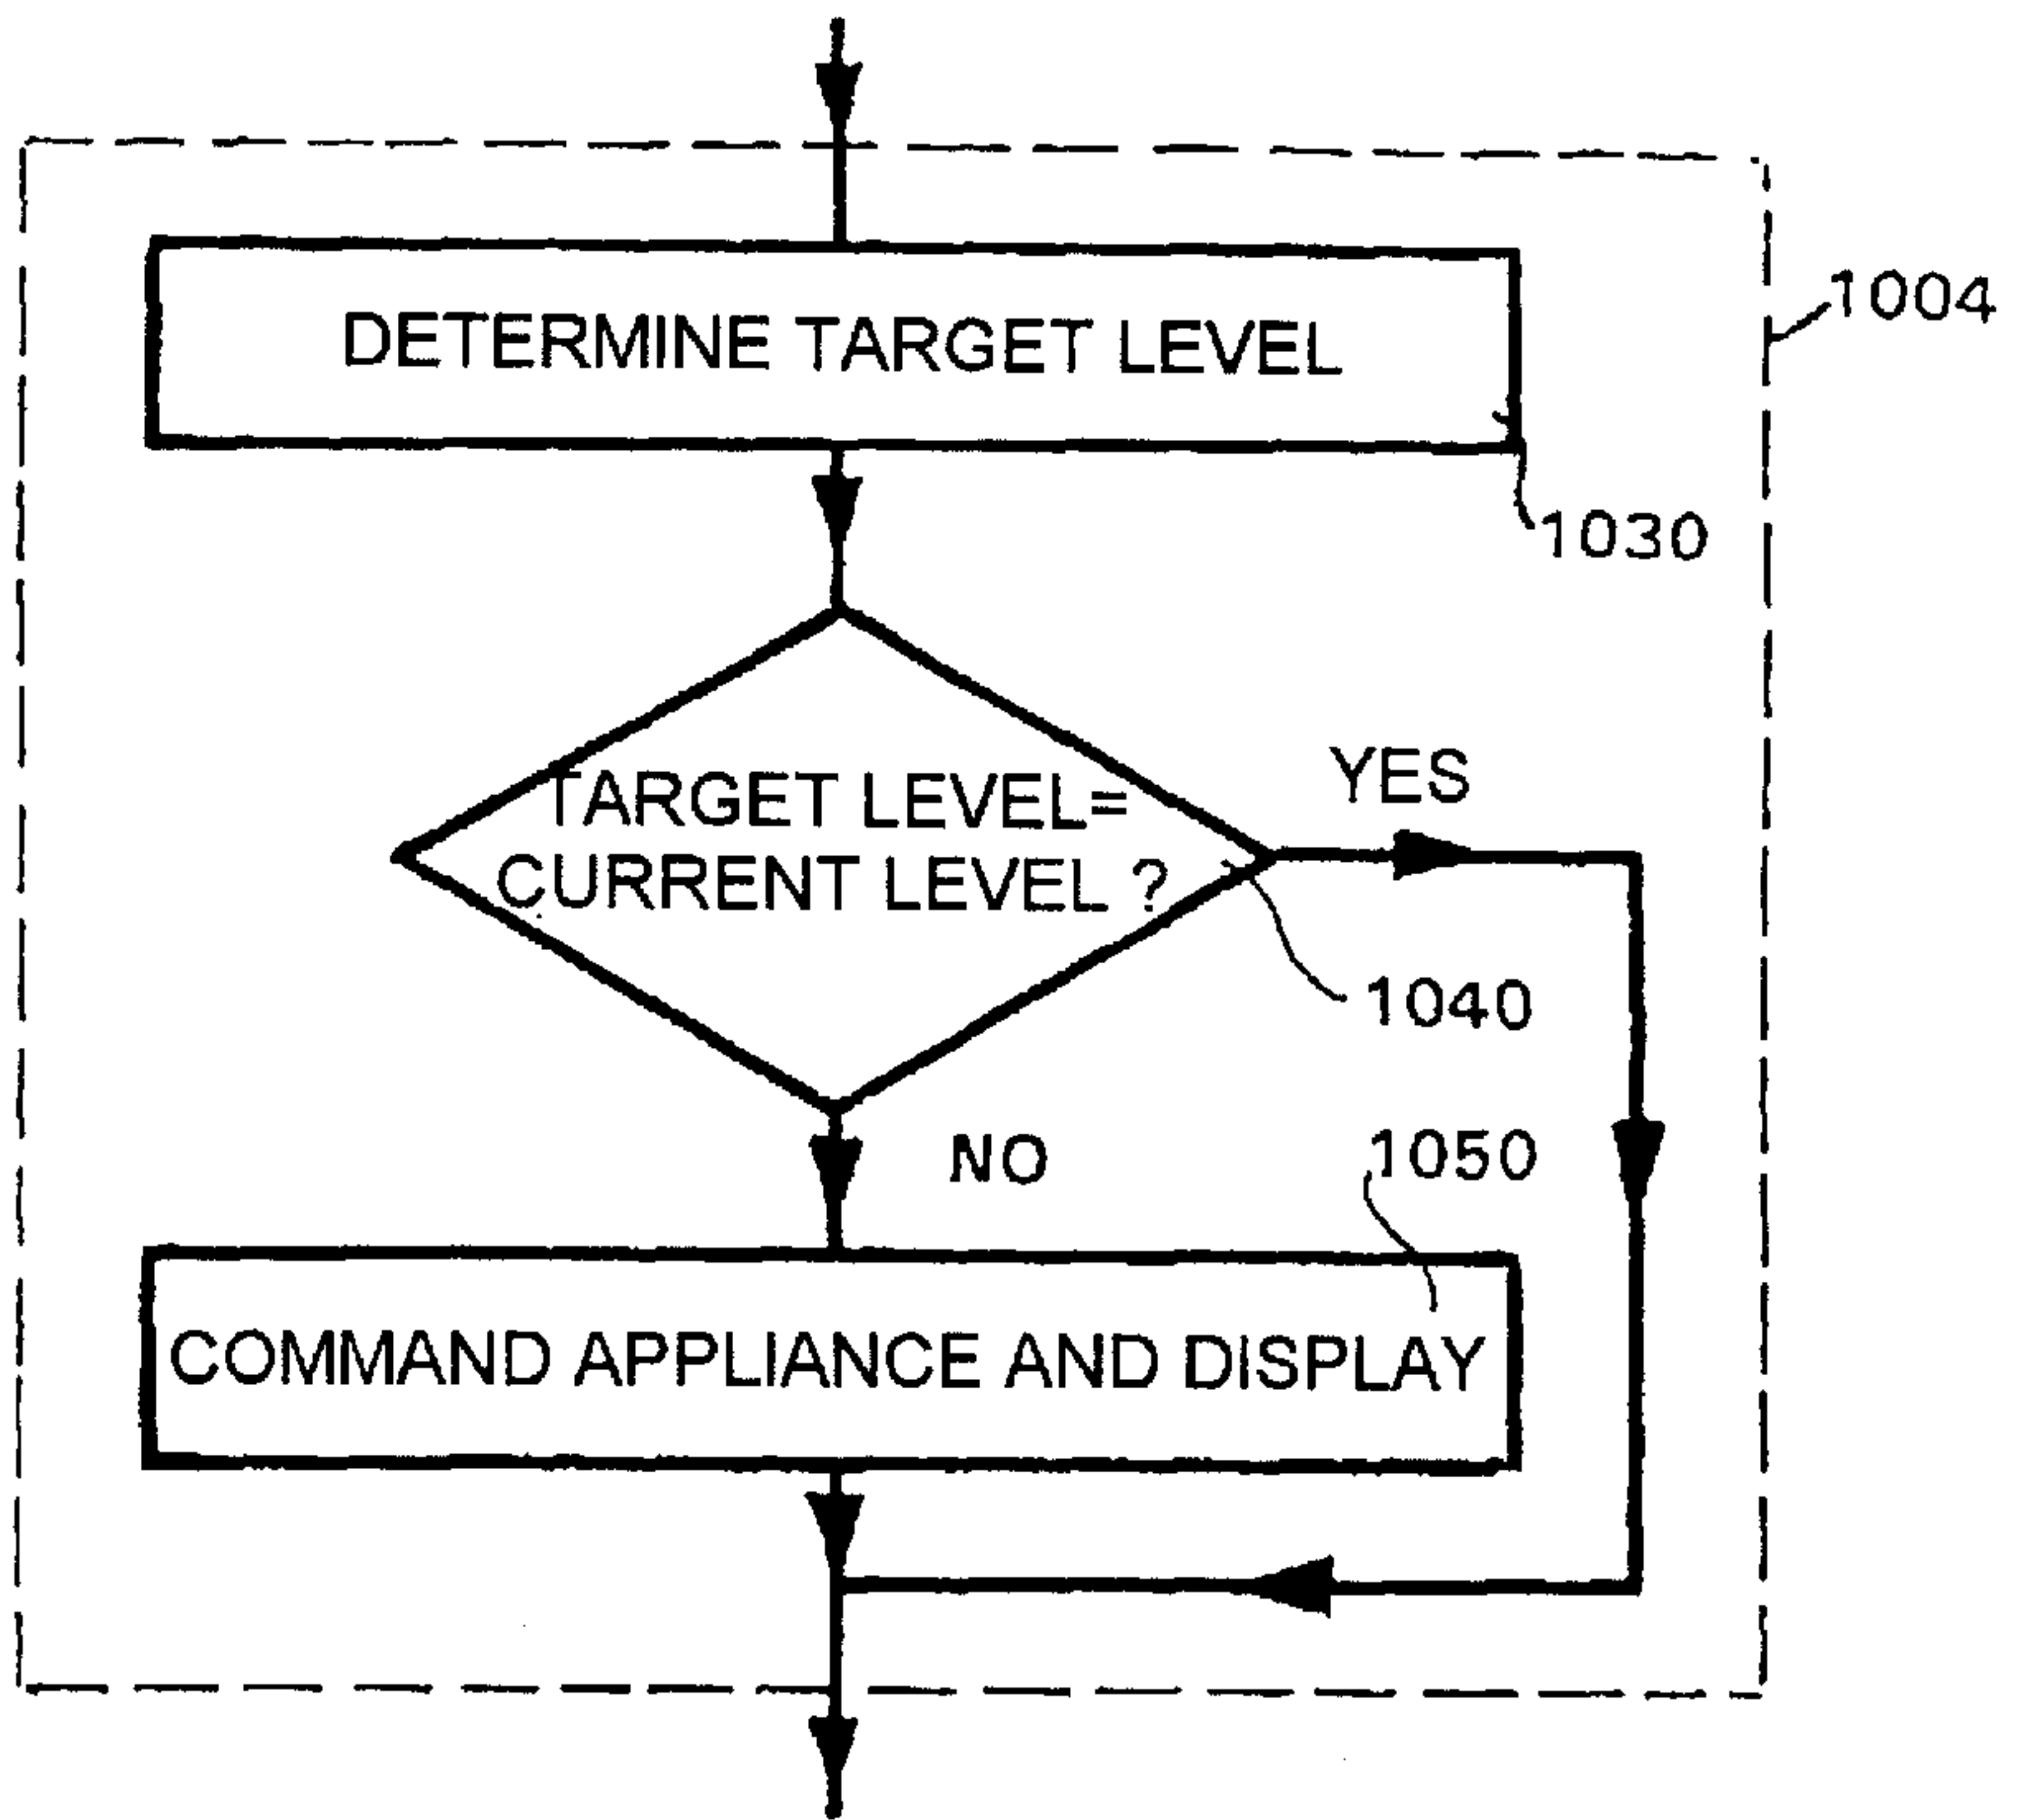 DETERMINE TARGET LEVEL
1004
1030
TARGET LEVEL=
CURRENT LEVEL ?
YES
1040
NO
1050
COMMAND APPLIANCE AND DISPLAY